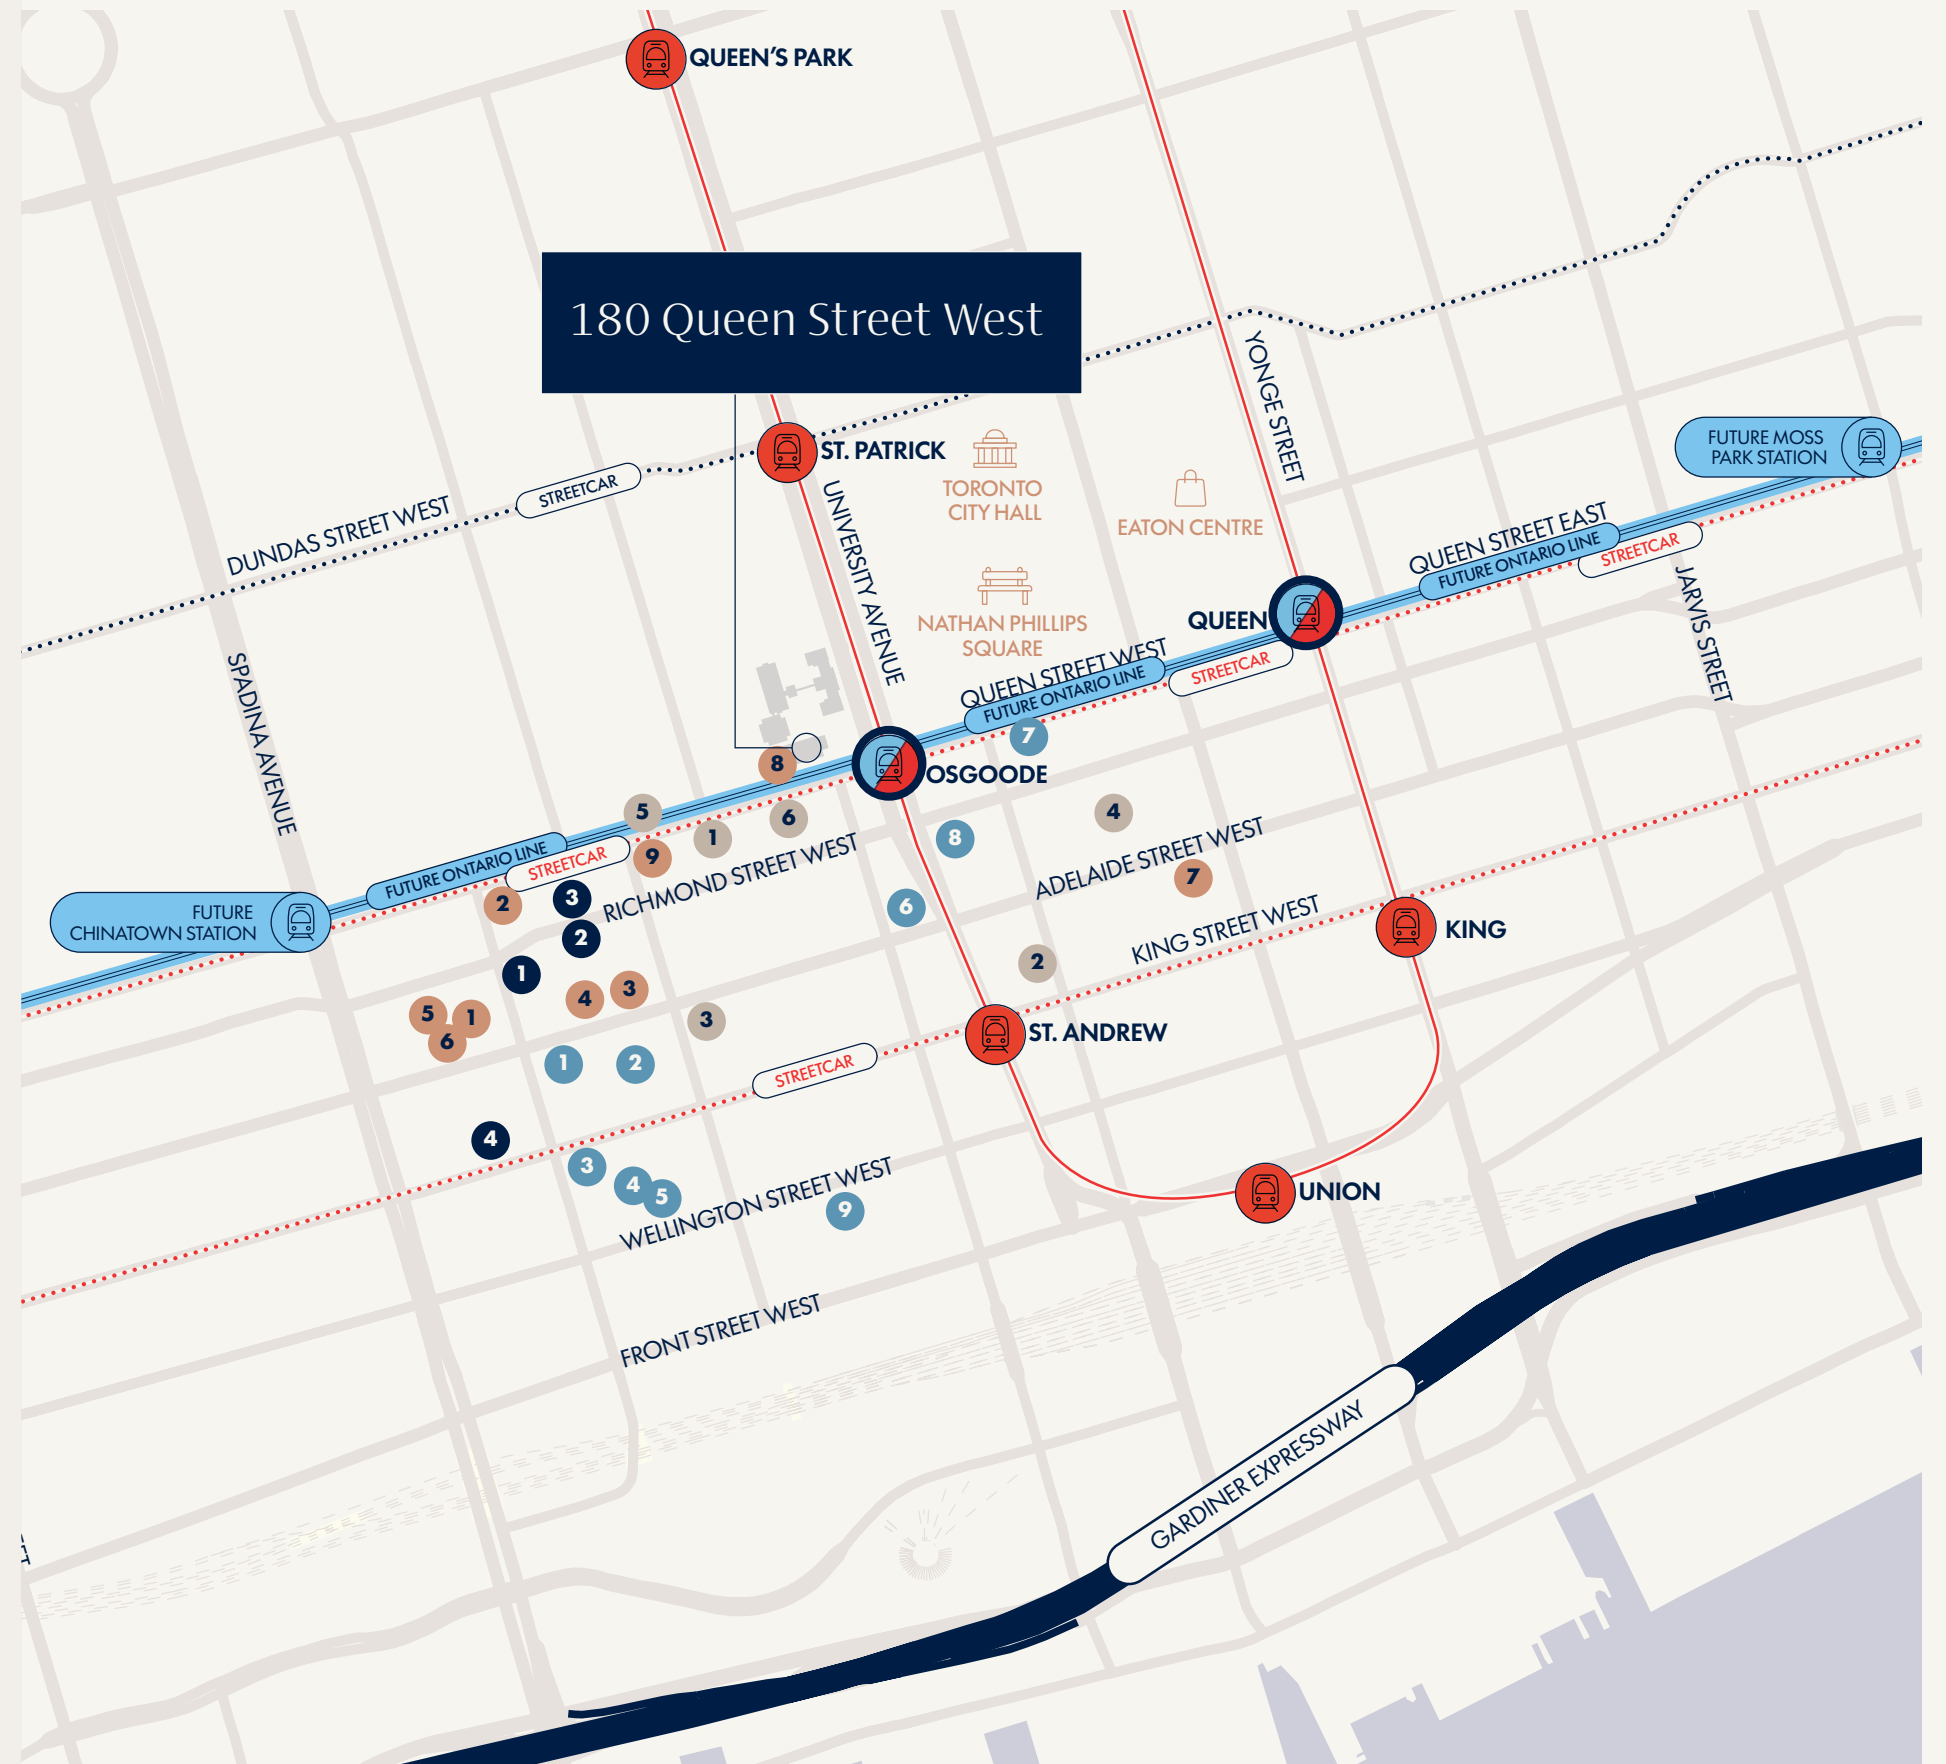 QUEEN'S PARK
180 Queen Street West
YONGE STREET
FUTURE MOSS
PARK STATION
ST. PATRICK
STREETCAR
DUNDAS STREET WEST
TORONTO
CITY HALL
EATON CENTRE
UNIVERSITY AVENUE
QUEEN STREET EAST
FUTURE ONTARIO LINE
STREETCAR
JARVIS STREET
NATHAN PHILLIPS
SQUARE
QUEEN
QUEEN STREET WEST
FUTURE ONTARIO LINE
STREETCAR
SPADINA AVENUE
7
8
OSGOODE
5
6
1
9
8
4
FUTURE ONTARIO LINE
STREETCAR
RICHMOND STREET WEST
ADELAIDE STREET WEST
7
2
3
6
FUTURE
CHINATOWN STATION
2
KING STREET WEST
KING
1
2
4
3
5
1
6
3
ST. ANDREW
1
2
STREETCAR
4
3
4
5
WELLINGTON STREET WEST
9
UNION
FRONT STREET WEST
GARDINER EXPRESSWAY